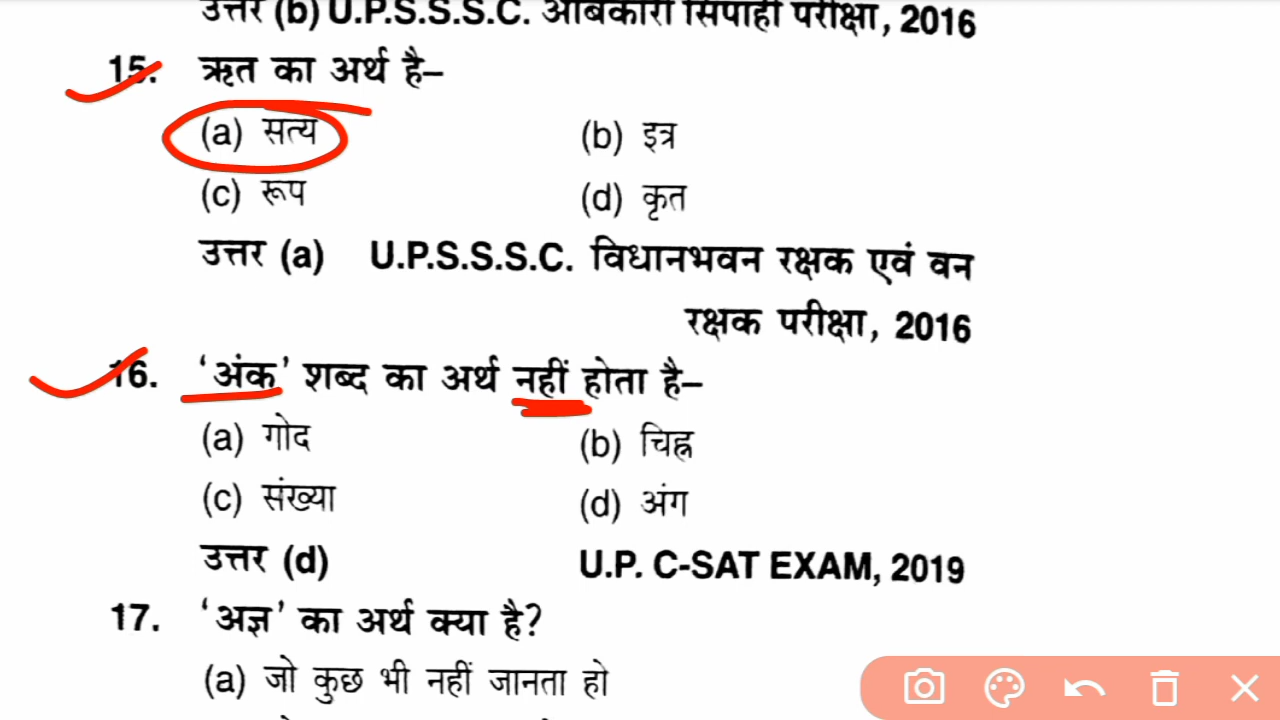 उत्तर (b) U.P.S.S.S.C. आबकारी सिपाही परीक्षा, 2016
15. ऋत का अर्थ है–
(a) सत्य (b) इत्र
(c) रूप (d) कृत
उत्तर (a) U.P.S.S.S.C. विधानभवन रक्षक एवं वन
रक्षक परीक्षा, 2016
16. ‘अंक’ शब्द का अर्थ नहीं होता है–
(a) गोद (b) चिह्न
(c) संख्या (d) अंग
उत्तर (d) U.P. C-SAT EXAM, 2019
17. ‘अज्ञ’ का अर्थ क्या है?
(a) जो कुछ भी नहीं जानता हो